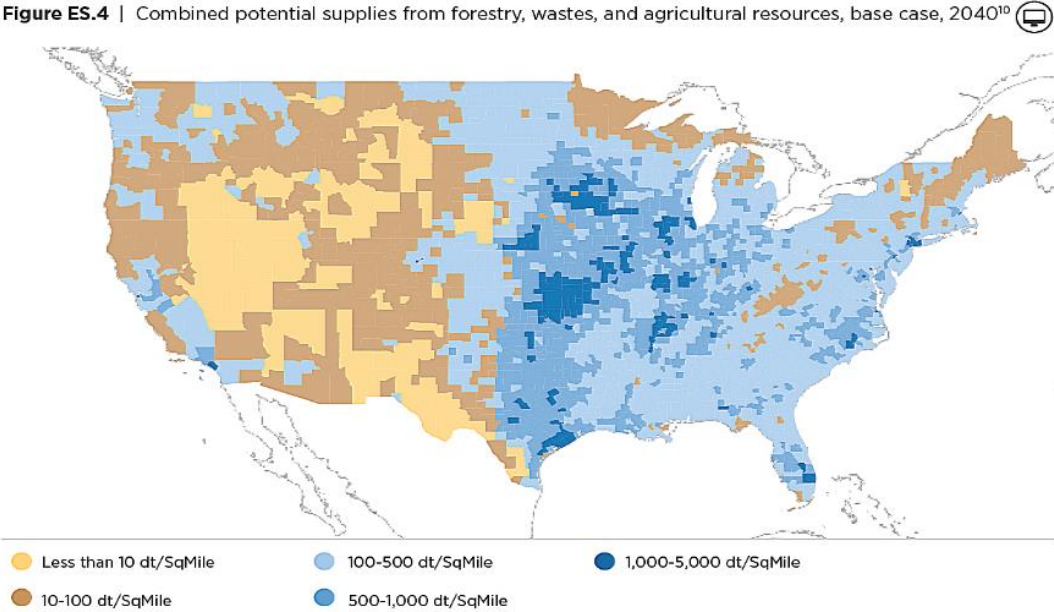 Figure ES.4 | Combined potential supplies from forestry, wastes, and agricultural resources, base case, 2040¹⁰
Less than 10 dt/SqMile
100-500 dt/SqMile
1,000-5,000 dt/SqMile
10-100 dt/SqMile
500-1,000 dt/SqMile